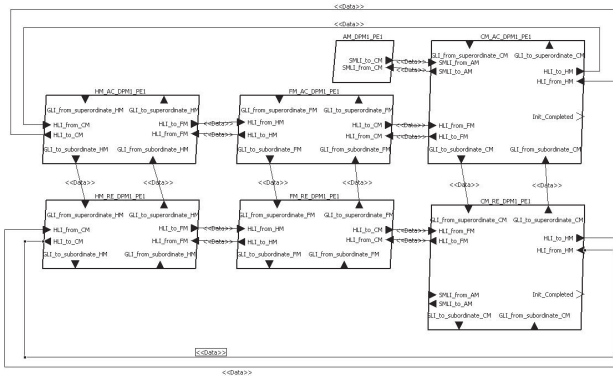 <<Data>>
AM_DPM1_PE1
CM_AC_DPM1_PE1
SMLI_to_CM
SMLI_from_CM
<<Data>>
<<Data>>
GLI_from_superordinate_CM
GLI_to_superordinate_CM
SMLI_from_AM
SMLI_to_AM
HLI_to_HM
HLI_from_HM
Init_Completed
HLI_from_FM
HLI_to_FM
GLI_to_subordinate_CM
GLI_from_subordinate_CM
HM_AC_DPM1_PE1
GLI_from_superordinate_HM
GLI_to_superordinate_HM
HLI_from_CM
HLI_to_CM
HLI_to_FM
HLI_from_FM
GLI_to_subordinate_HM
GLI_from_subordinate_HM
<<Data>>
<<Data>>
FM_AC_DPM1_PE1
GLI_from_superordinate_FM
GLI_to_superordinate_FM
HLI_from_HM
HLI_to_HM
HLI_to_CM
HLI_from_CM
GLI_to_subordinate_FM
GLI_from_subordinate_FM
<<Data>>
<<Data>>
<<Data>>
<<Data>>
<<Data>>
<<Data>>
<<Data>>
<<Data>>
HM_RE_DPM1_PE1
GLI_from_superordinate_HM
GLI_to_superordinate_HM
HLI_from_CM
HLI_to_CM
HLI_to_FM
HLI_from_FM
GLI_to_subordinate_HM
GLI_from_subordinate_HM
<<Data>>
<<Data>>
FM_RE_DPM1_PE1
GLI_from_superordinate_FM
GLI_to_superordinate_FM
HLI_from_HM
HLI_to_HM
HLI_to_CM
HLI_from_CM
GLI_to_subordinate_FM
GLI_from_subordinate_FM
<<Data>>
<<Data>>
CM_RE_DPM1_PE1
GLI_from_superordinate_CM
GLI_to_superordinate_CM
HLI_from_FM
HLI_to_FM
HLI_to_HM
HLI_from_HM
SMLI_from_AM
SMLI_to_AM
Init_Completed
GLI_to_subordinate_CM
GLI_from_subordinate_CM
<<Data>>
<<Data>>